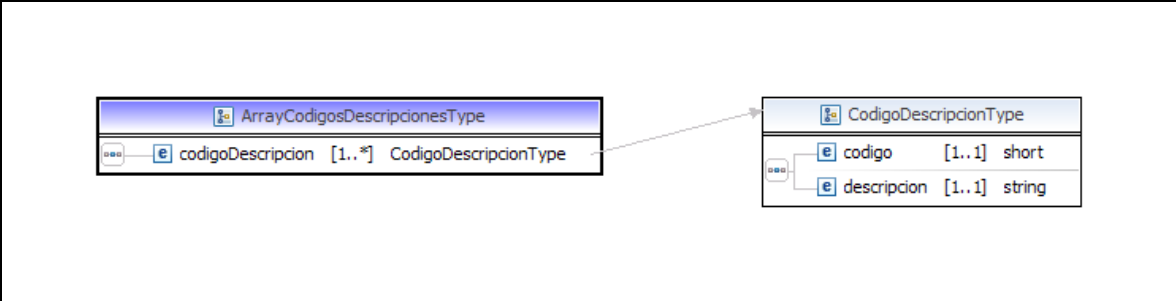 ArrayCodigosDescripcionesType
e codigoDescripcion [1..*] CodigoDescripcionType
CodigoDescripcionType
e codigo [1..1] short
e descripcion [1..1] string